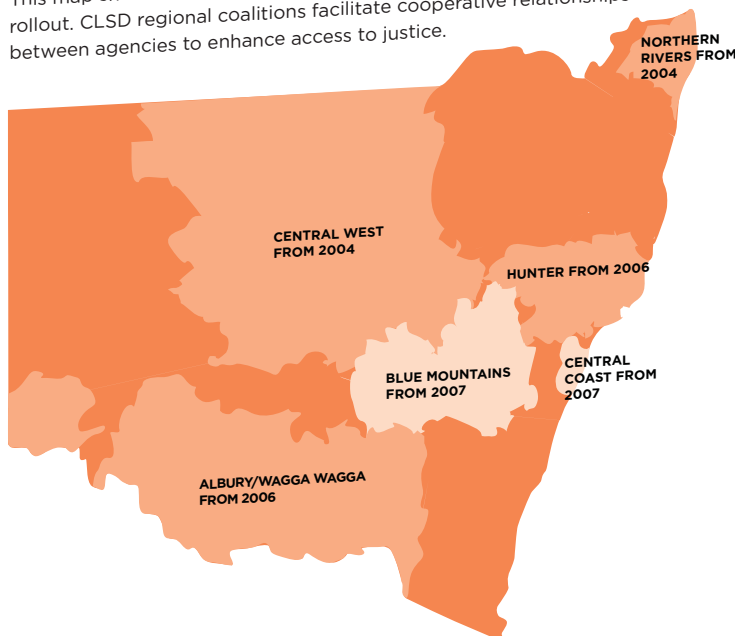 This map
rollout. CLSD regional coalitions facilitate cooperative relationships
between agencies to enhance access to justice.
NORTHERN
RIVERS FROM
2004
CENTRAL WEST
FROM 2004
HUNTER FROM 2006
BLUE MOUNTAINS
FROM 2007
CENTRAL
COAST FROM
2007
ALBURY/WAGGA WAGGA
FROM 2006